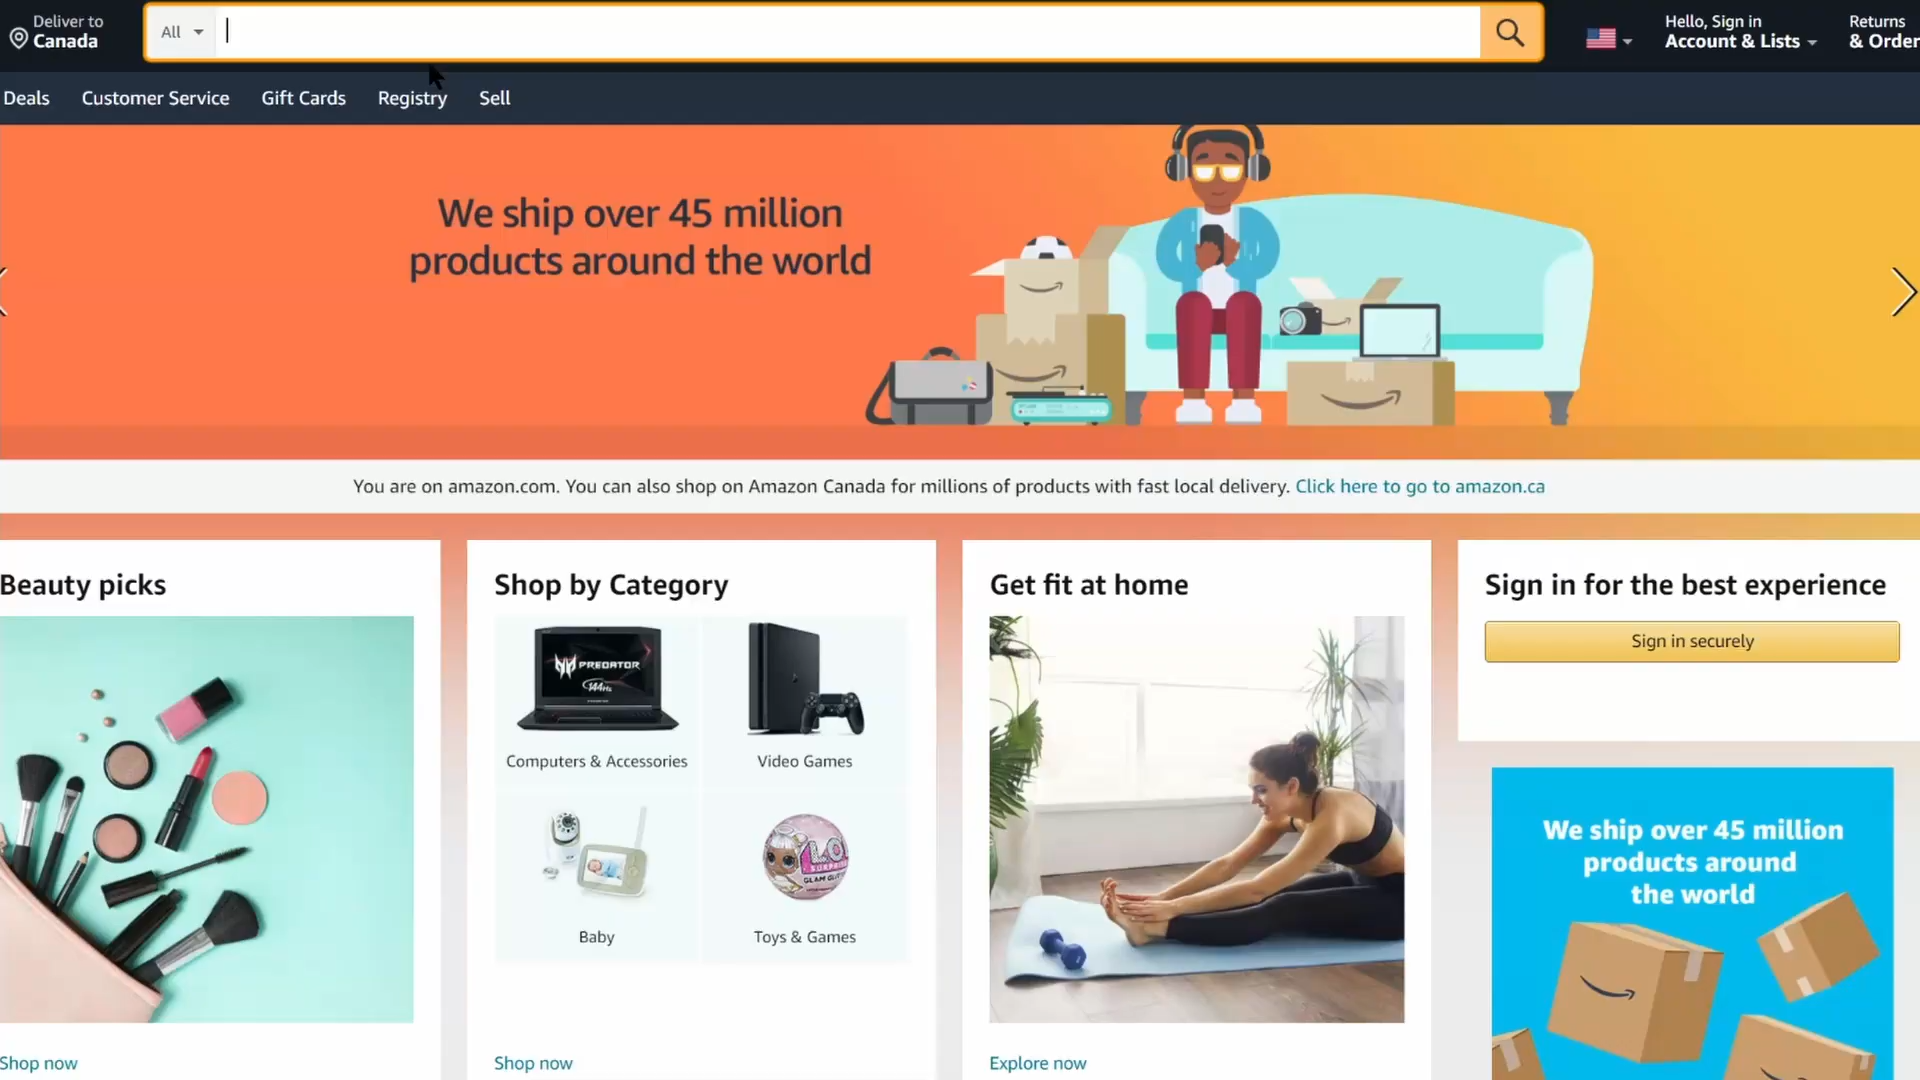 Deliver to
Canada
All
Hello, Sign in
Account & Lists
Returns
& Order
Deals
Customer Service
Gift Cards
Registry
Sell
We ship over 45 million
products around the world
You are on amazon.com. You can also shop on Amazon Canada for millions of products with fast local delivery. Click here to go to amazon.ca
Beauty picks
Shop now
Shop by Category
PREDATOR
144Hz
Computers & Accessories
Video Games
Baby
L.O.L
SURPRISE
Toys & Games
Shop now
Get fit at home
Explore now
Sign in for the best experience
Sign in securely
We ship over 45 million
products around
the world